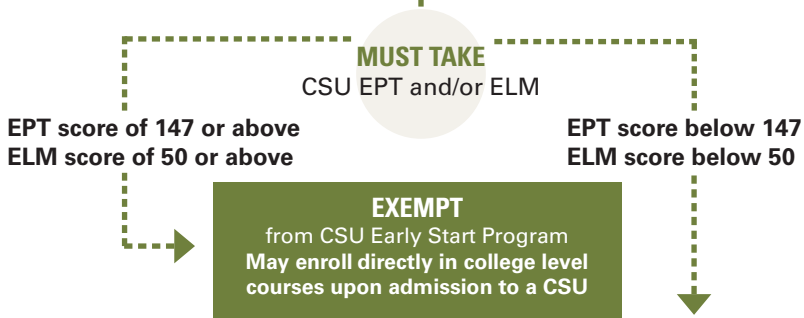 MUST TAKE
CSU EPT and/or ELM
EPT score of 147 or above
ELM score of 50 or above
EPT score below 147
ELM score below 50
EXEMPT
from CSU Early Start Program
May enroll directly in college level
courses upon admission to a CSU